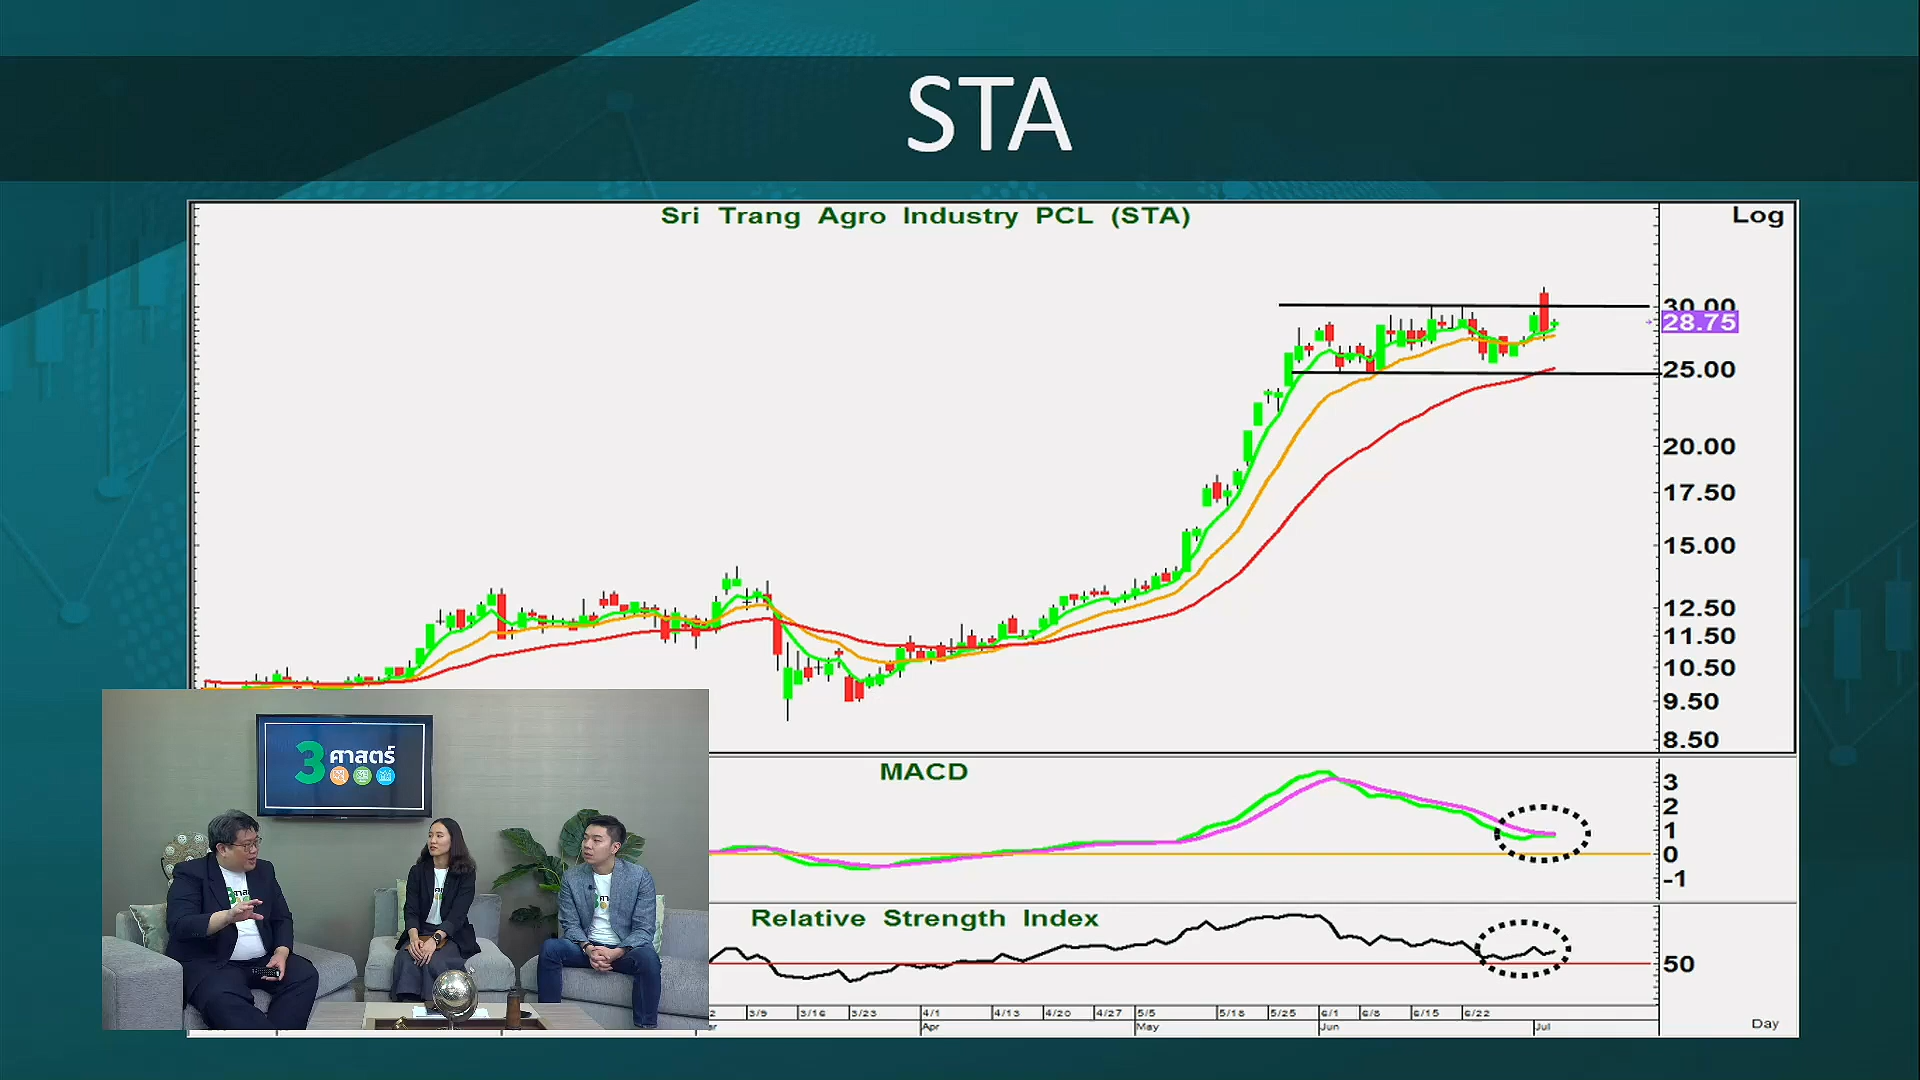 STA
Sri Trang Agro Industry PCL (STA)
Log
30.00
28.75
25.00
20.00
17.50
15.00
12.50
11.50
10.50
9.50
8.50
3 ศาสตร์
MACD
3
2
1
0
-1
Relative Strength Index
50
3/9 3/16 3/23 4/1 4/13 4/20 4/27 5/5 5/18 5/25 6/1 6/8 6/15 6/22
Apr May Jun Jul
Day